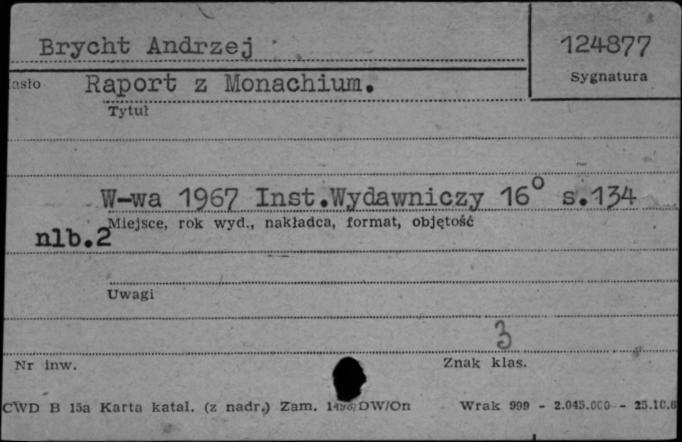 Brycht Andrzej
124877
Sygnatura
asło Raport z Monachium.
Tytuł
W-wa 1967 Inst.Wydawniczy 16° s.134
Miejsce, rok wyd., nakładca, format, objętość
nlb.2
Uwagi
3
Nr inw. Znak klas.
CWD B 15a Karta katal. (z nadr.) Zam. DW/On Wrak 999 - 2.045.000 - 25.10.6